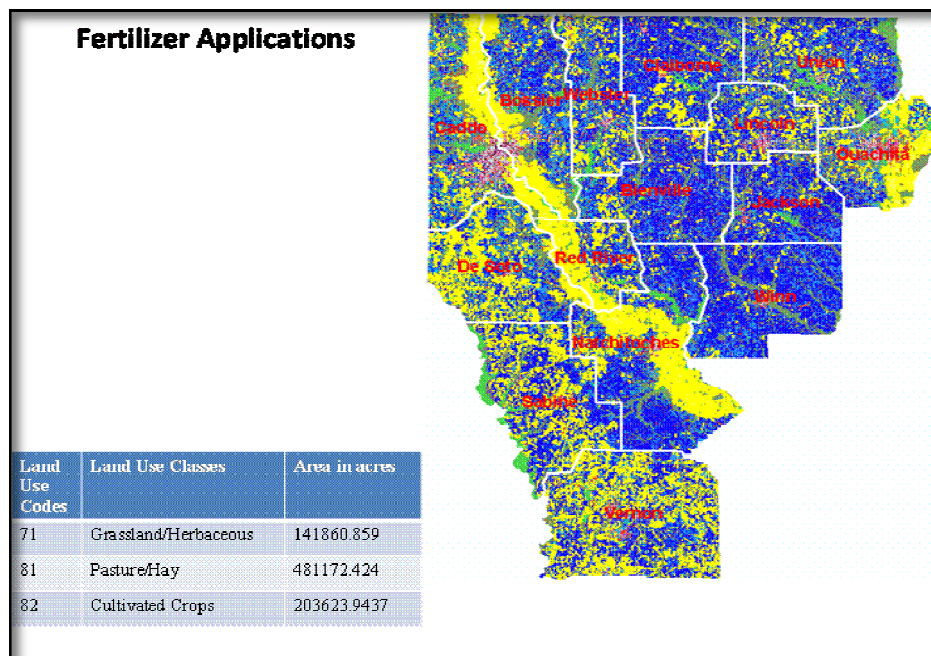 Fertilizer Applications
Claiborne
Union
Bossier
Webster
Caddo
Lincoln
Ouachita
Bienville
Jackson
De Soto
Red River
Winn
Natchitoches
Sabine
Vernon
Land Use Codes
Land Use Classes
Area in acres
71 Grassland/Herbaceous 141860.859
81 Pasture/Hay 481172.424
82 Cultivated Crops 203623.9437